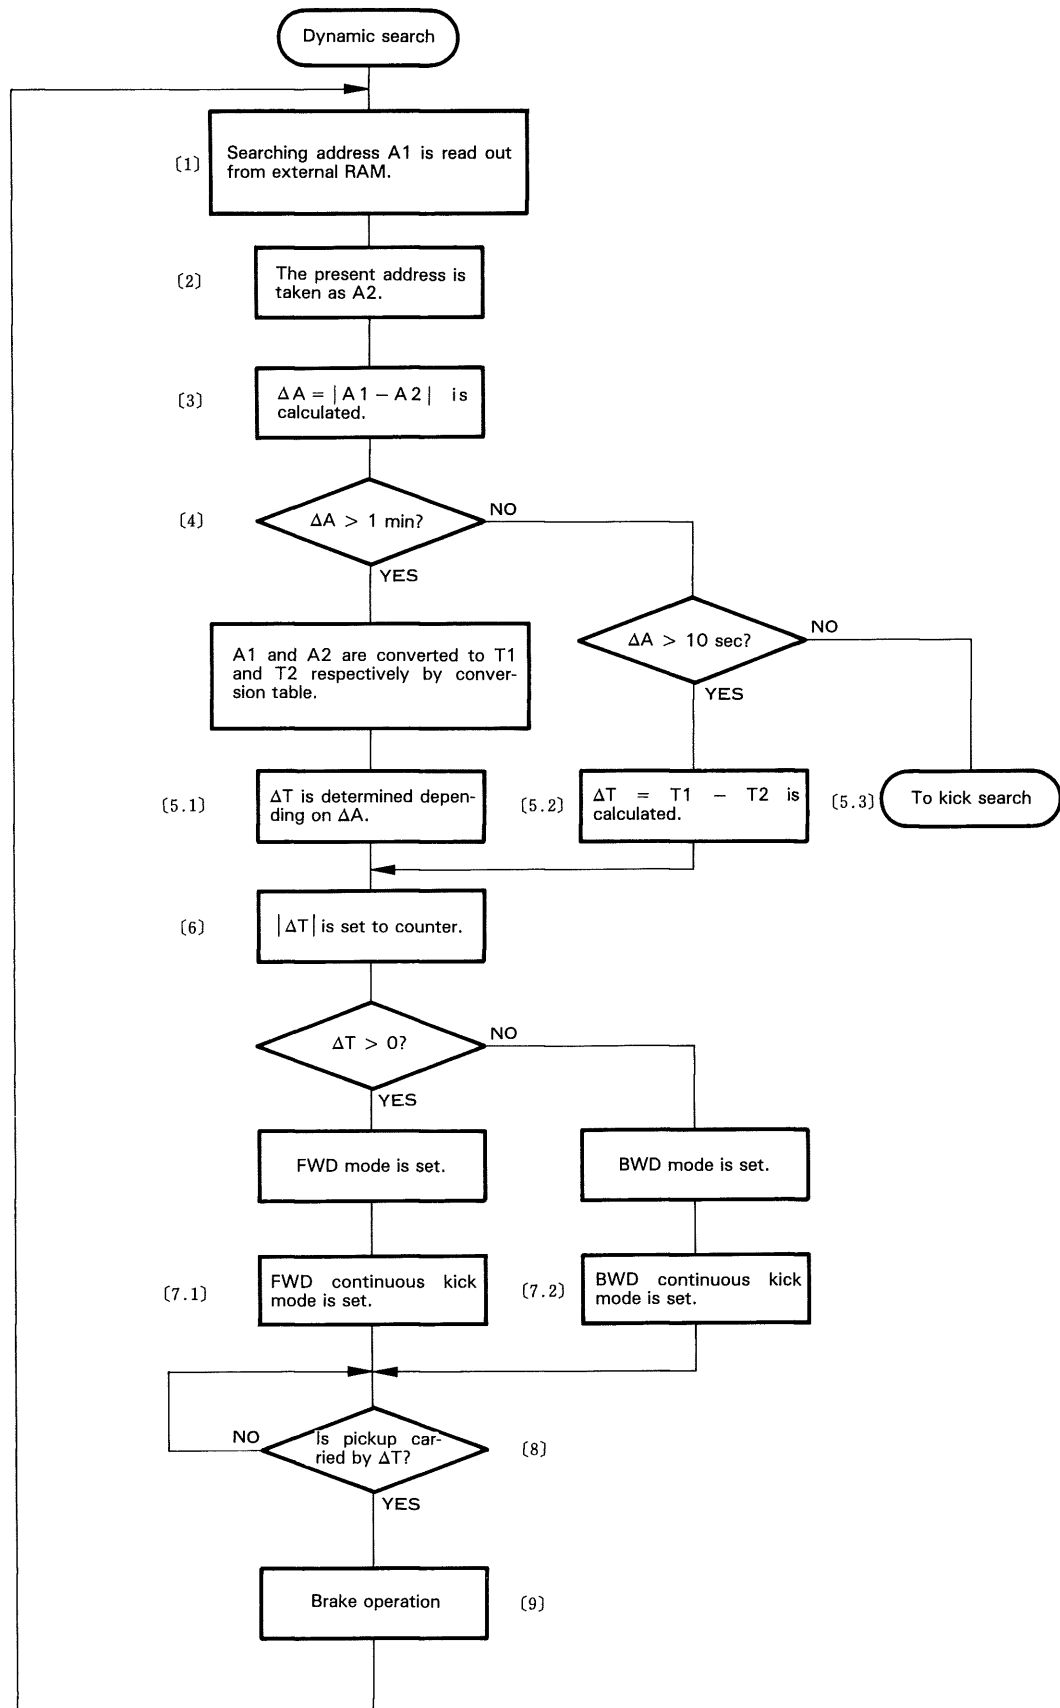 Dynamic search
[1]
Searching address A1 is read out
from external RAM.
[2]
The present address is
taken as A2.
[3]
ΔA = |A1 − A2| is
calculated.
[4]
ΔA > 1 min?
NO
YES
ΔA > 10 sec?
NO
YES
A1 and A2 are converted to T1
and T2 respectively by conver-
sion table.
[5.1]
ΔT is determined depen-
ding on ΔA.
[5.2]
ΔT = T1 − T2 is
calculated.
[5.3]
To kick search
[6]
|ΔT| is set to counter.
ΔT > 0?
NO
YES
FWD mode is set.
BWD mode is set.
[7.1]
FWD continuous kick
mode is set.
[7.2]
BWD continuous kick
mode is set.
NO
Is pickup car-
ried by ΔT?
[8]
YES
Brake operation
[9]